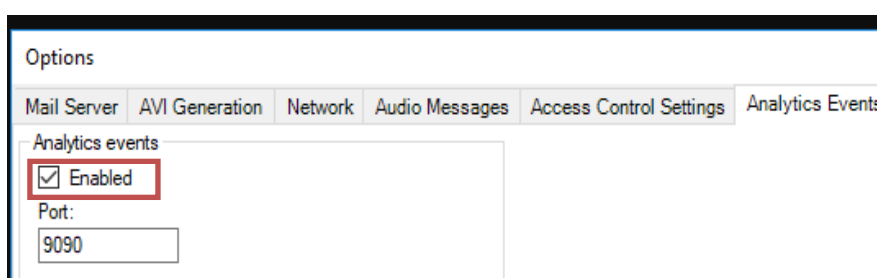 Options
Mail Server AVI Generation Network Audio Messages Access Control Settings Analytics Events
Analytics events
Enabled
Port:
9090